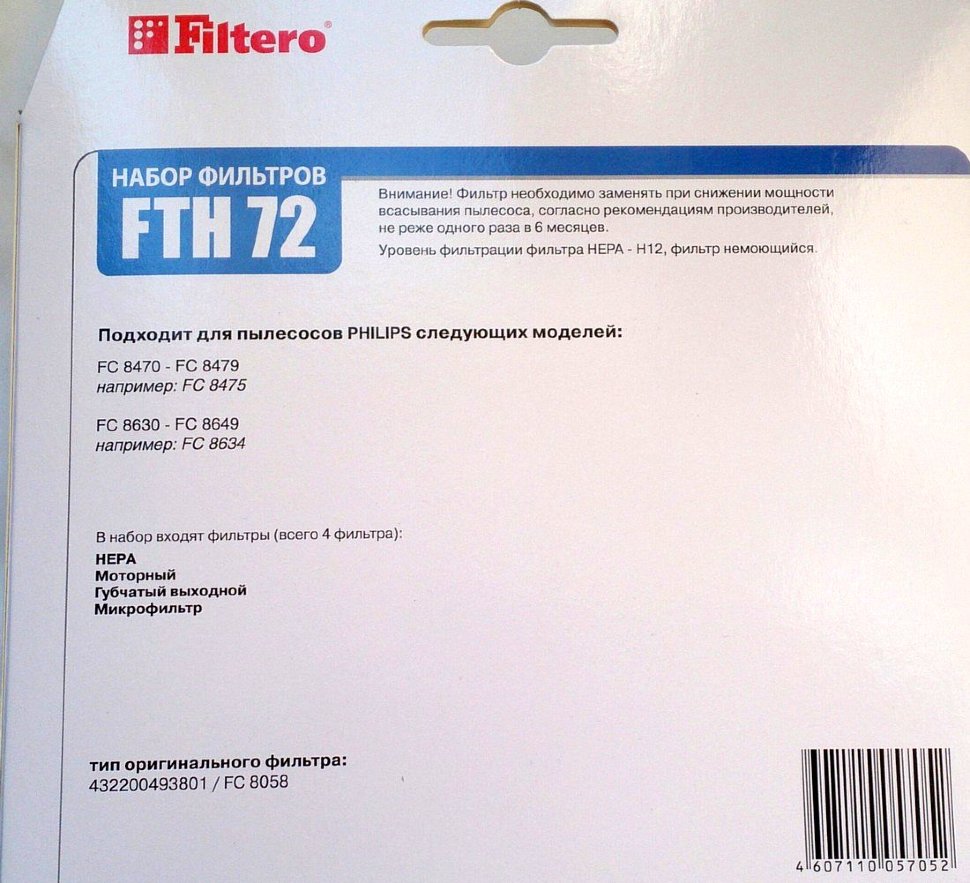 Filtero®
НАБОР ФИЛЬТРОВ
FTH 72
Внимание! Фильтр необходимо заменять при снижении мощности
всасывания пылесоса, согласно рекомендациям производителей,
не реже одного раза в 6 месяцев.
Уровень фильтрации фильтра HEPA - H12, фильтр немоющийся.
Подходит для пылесосов PHILIPS следующих моделей:
FC 8470 - FC 8479
например: FC 8475
FC 8630 - FC 8649
например: FC 8634
В набор входят фильтры (всего 4 фильтра):
HEPA
Моторный
Губчатый выходной
Микрофильтр
тип оригинального фильтра:
432200493801 / FC 8058
4 607110 057052